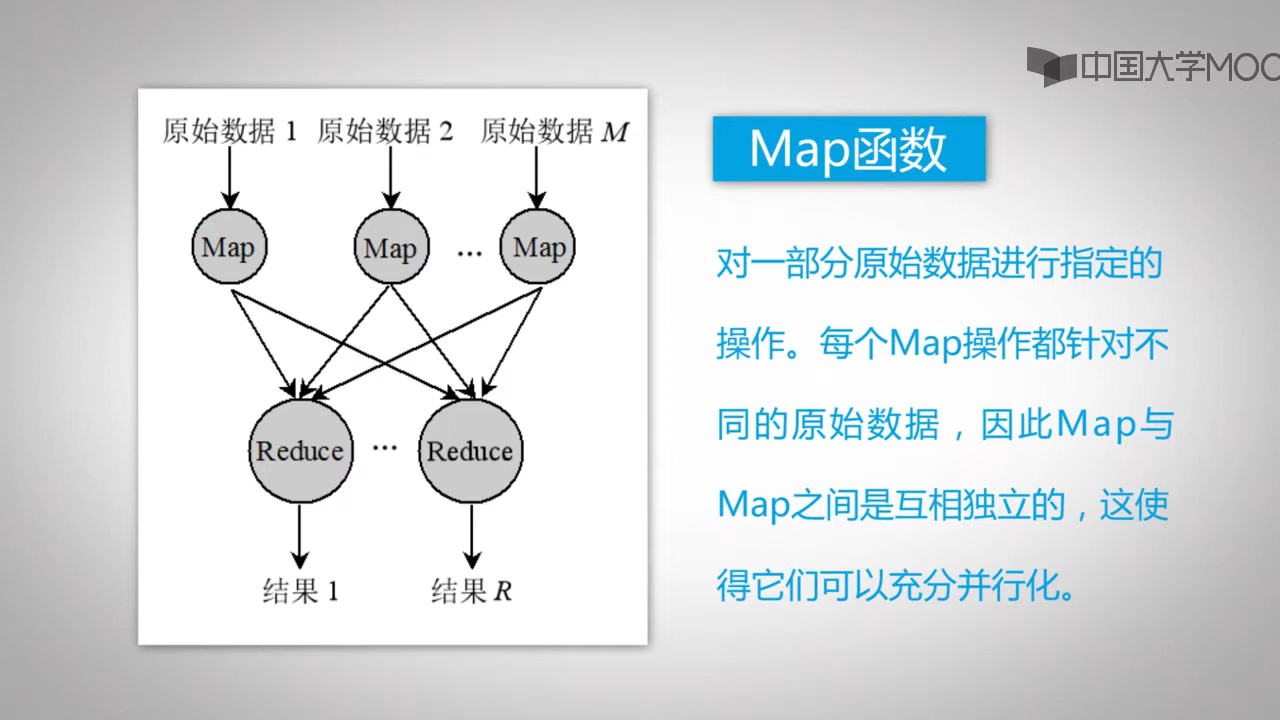 中国大学MOO
原始数据 1 原始数据 2 原始数据 M
Map函数
Map Map ... Map
对一部分原始数据进行指定的
操作。每个Map操作都针对不
同的原始数据，因此Map与
Map之间是互相独立的，这使
得它们可以充分并行化。
Reduce ... Reduce
结果 1 结果 R